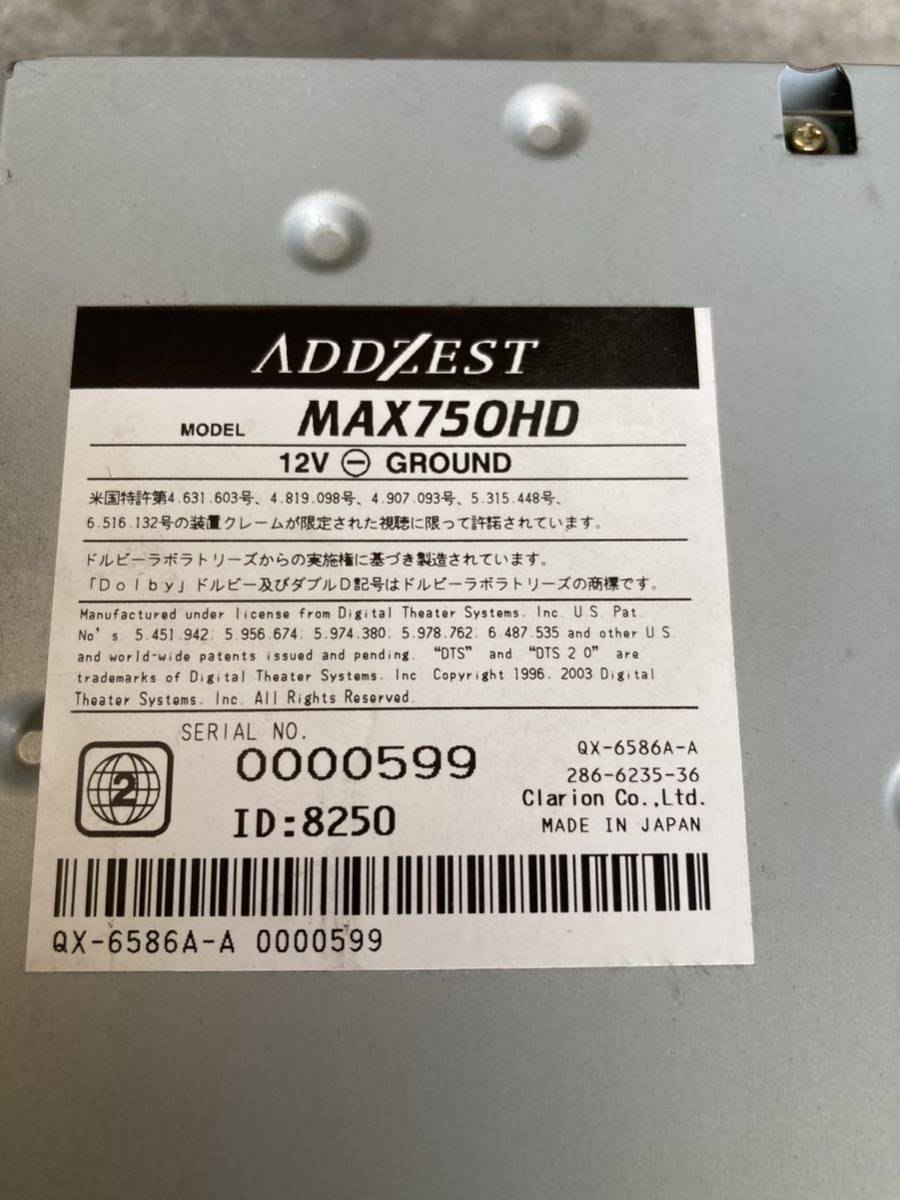 ADDZEST
MODEL MAX750HD
12V ⊖ GROUND
米国特許第4.631.603号、4.819.098号、4.907.093号、5.315.448号、
6.516.132号の装置クレームが限定された視聴に限って許諾されています。
ドルビーラボラトリーズからの実施権に基づき製造されています。
「Dolby」ドルビー及びダブルD記号はドルビーラボラトリーズの商標です。
Manufactured under license from Digital Theater Systems. Inc. U.S. Pat.
No's. 5.451.942; 5.956.674; 5.974.380; 5.978.762; 6.487.535 and other U.S.
and world-wide patents issued and pending. "DTS" and "DTS 2 0" are
trademarks of Digital Theater Systems. Inc Copyright 1996. 2003 Digital
Theater Systems. Inc. All Rights Reserved.
SERIAL NO.
0000599
2
ID:8250
QX-6586A-A
286-6235-36
Clarion Co.,Ltd.
MADE IN JAPAN
QX-6586A-A 0000599